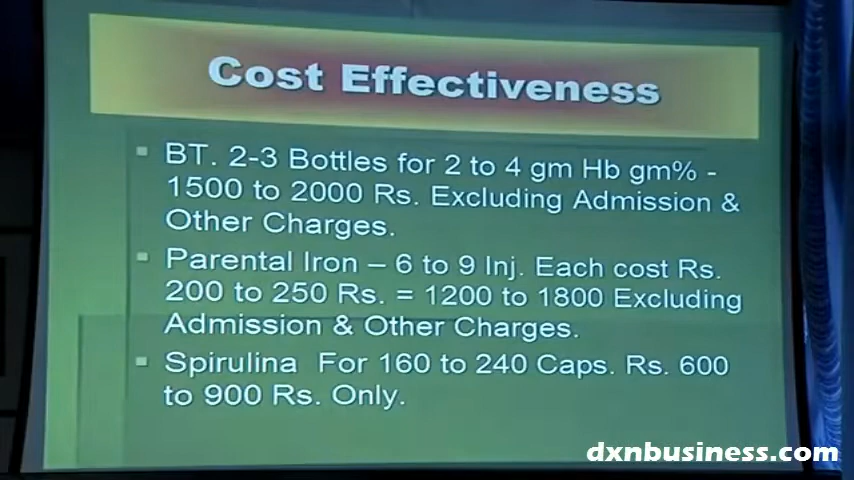 Cost Effectiveness
▪ BT. 2-3 Bottles for 2 to 4 gm Hb gm% -
1500 to 2000 Rs. Excluding Admission &
Other Charges.
▪ Parental Iron – 6 to 9 Inj. Each cost Rs.
200 to 250 Rs. = 1200 to 1800 Excluding
Admission & Other Charges.
▪ Spirulina For 160 to 240 Caps. Rs. 600
to 900 Rs. Only.
dxnbusiness.com